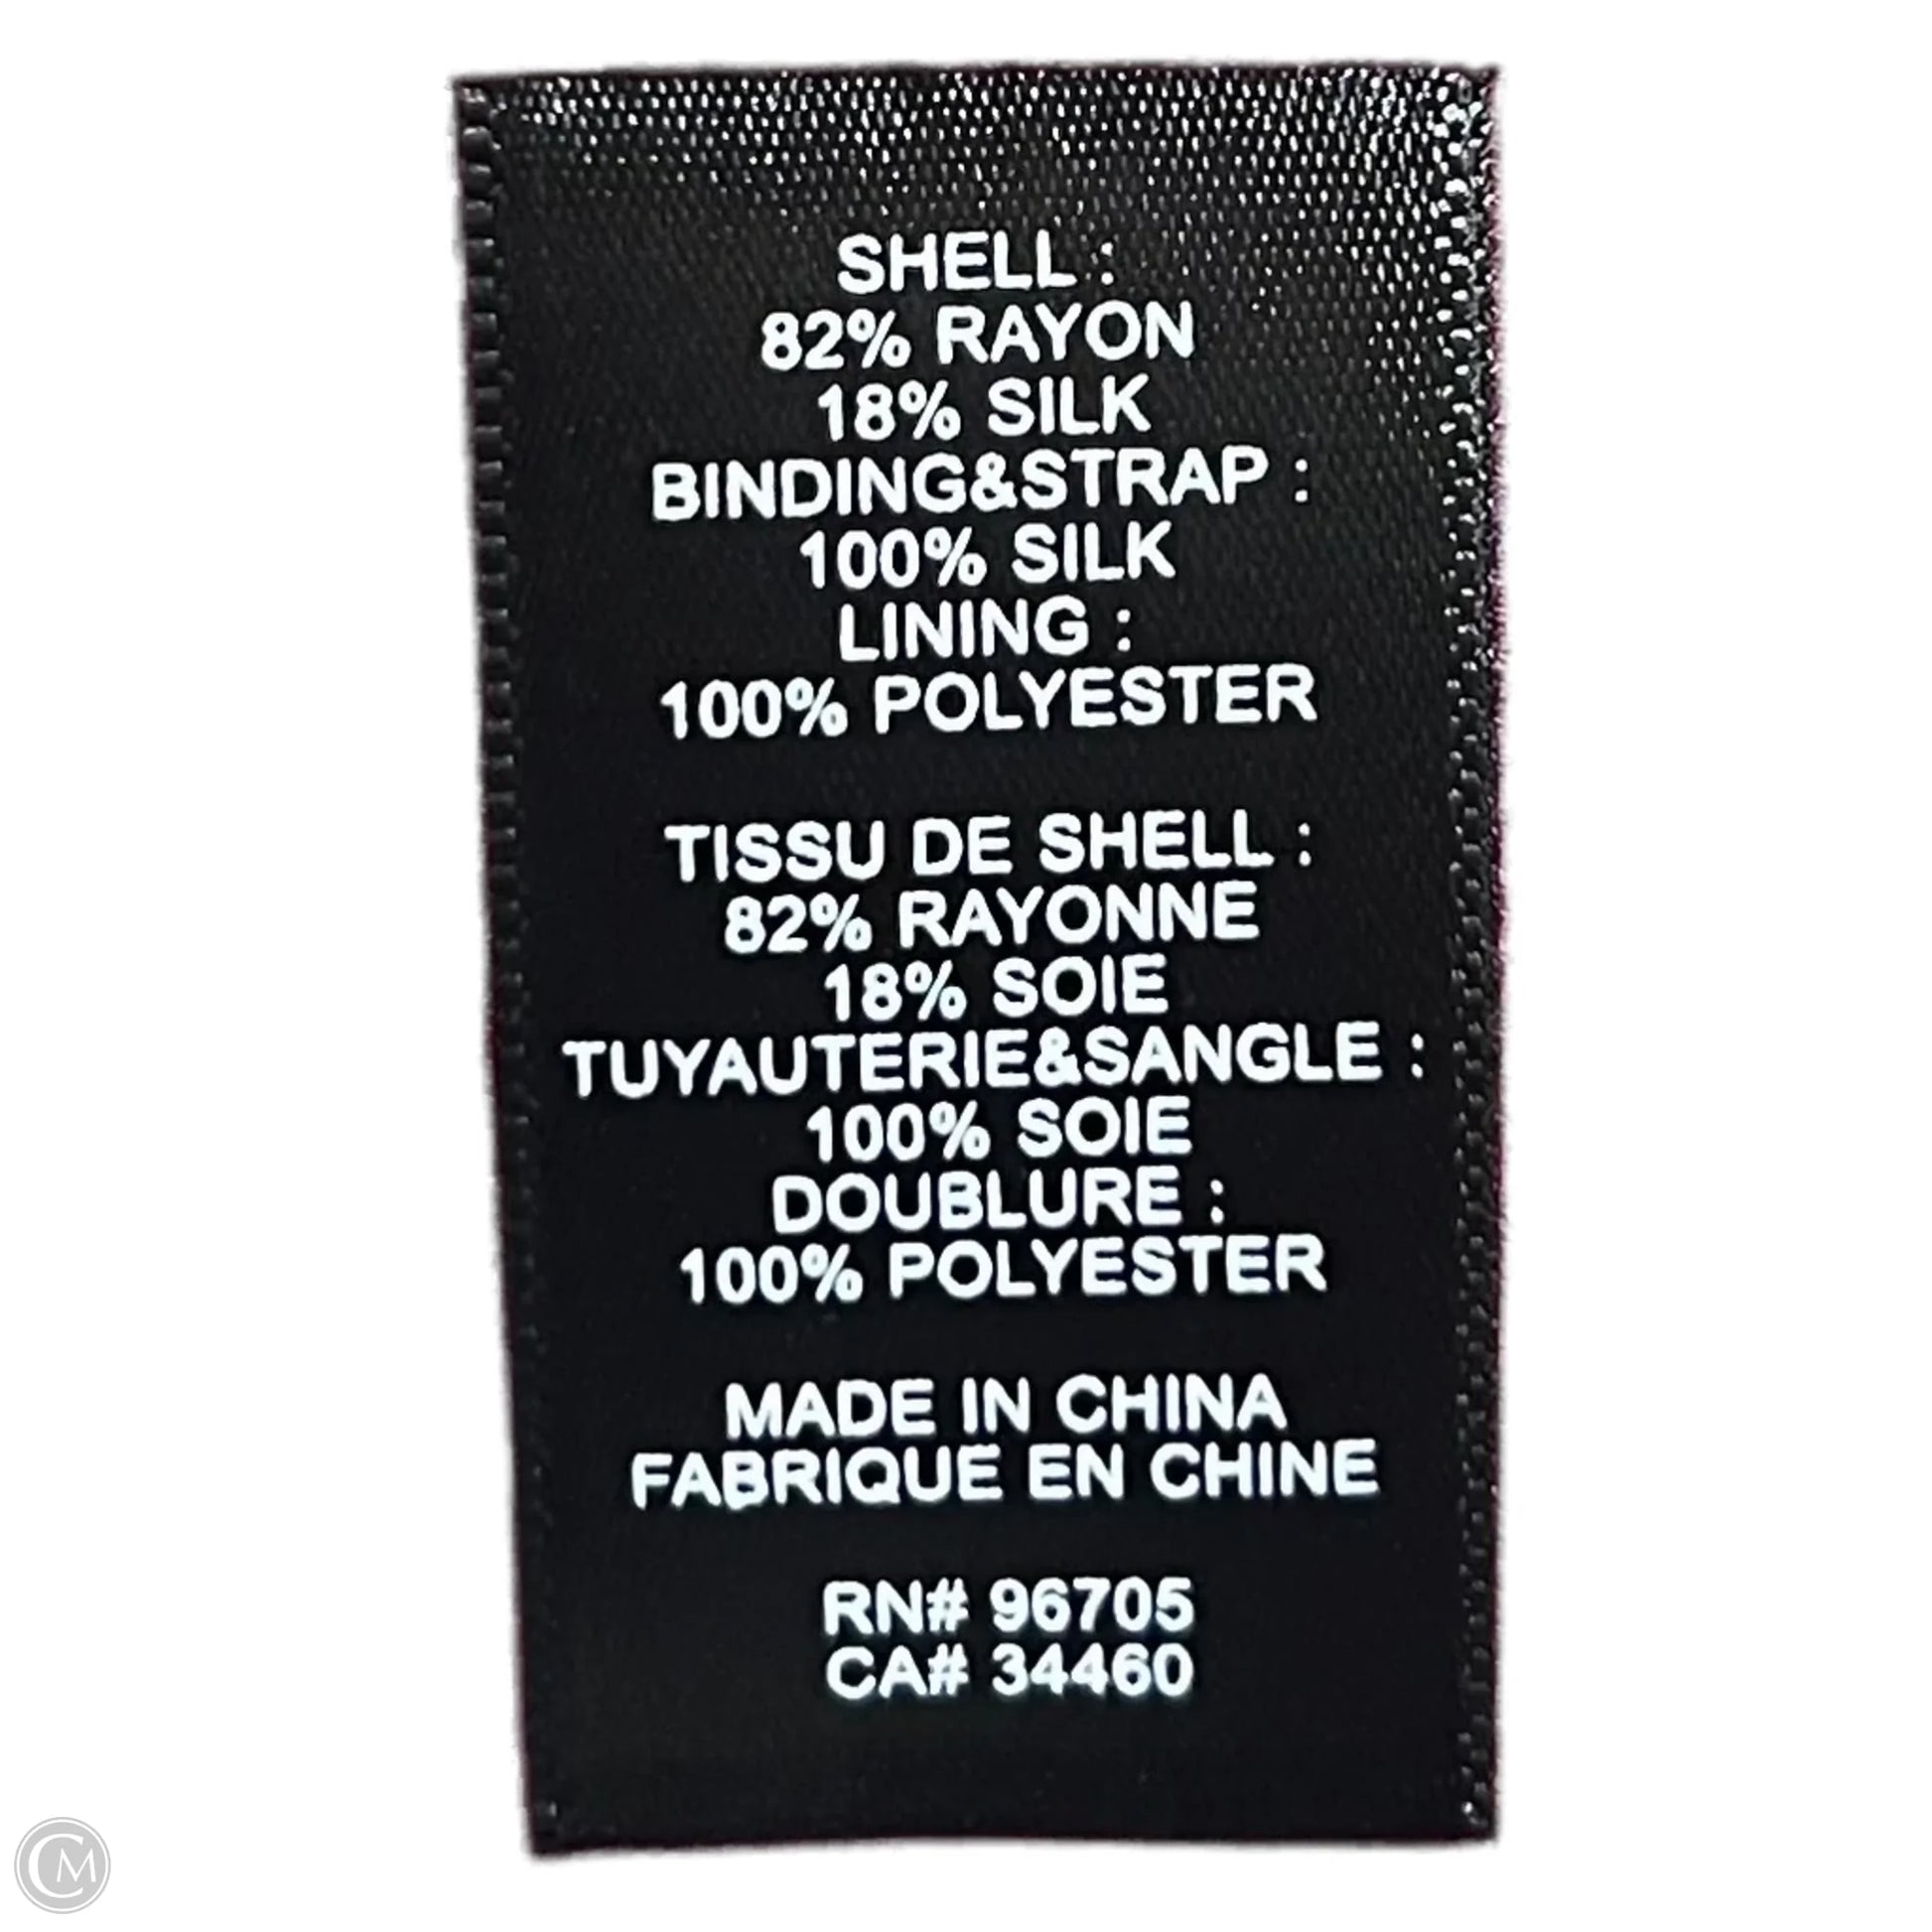 SHELL :
82% RAYON
18% SILK
BINDING&STRAP :
100% SILK
LINING :
100% POLYESTER
TISSU DE SHELL :
82% RAYONNE
18% SOIE
TUYAUTERIE&SANGLE :
100% SOIE
DOUBLURE :
100% POLYESTER
MADE IN CHINA
FABRIQUE EN CHINE
RN# 96705
CA# 34460
CM